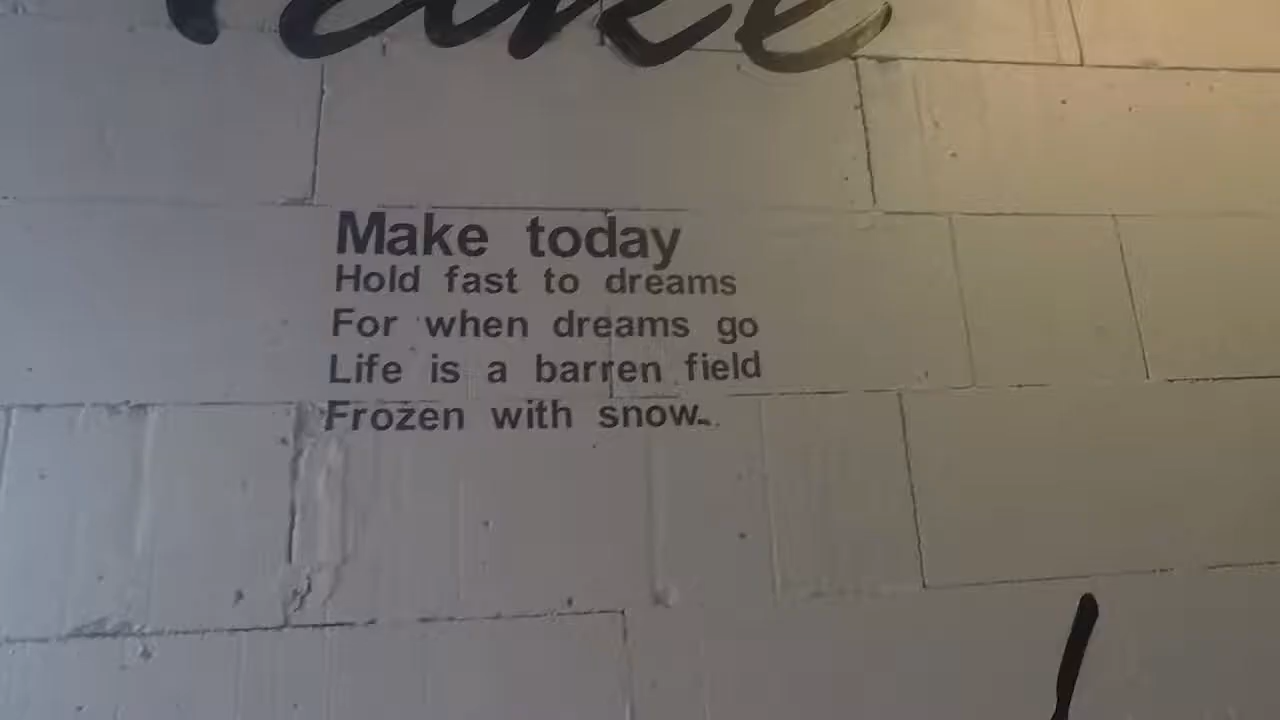 Make today
Hold fast to dreams
For when dreams go
Life is a barren field
Frozen with snow..